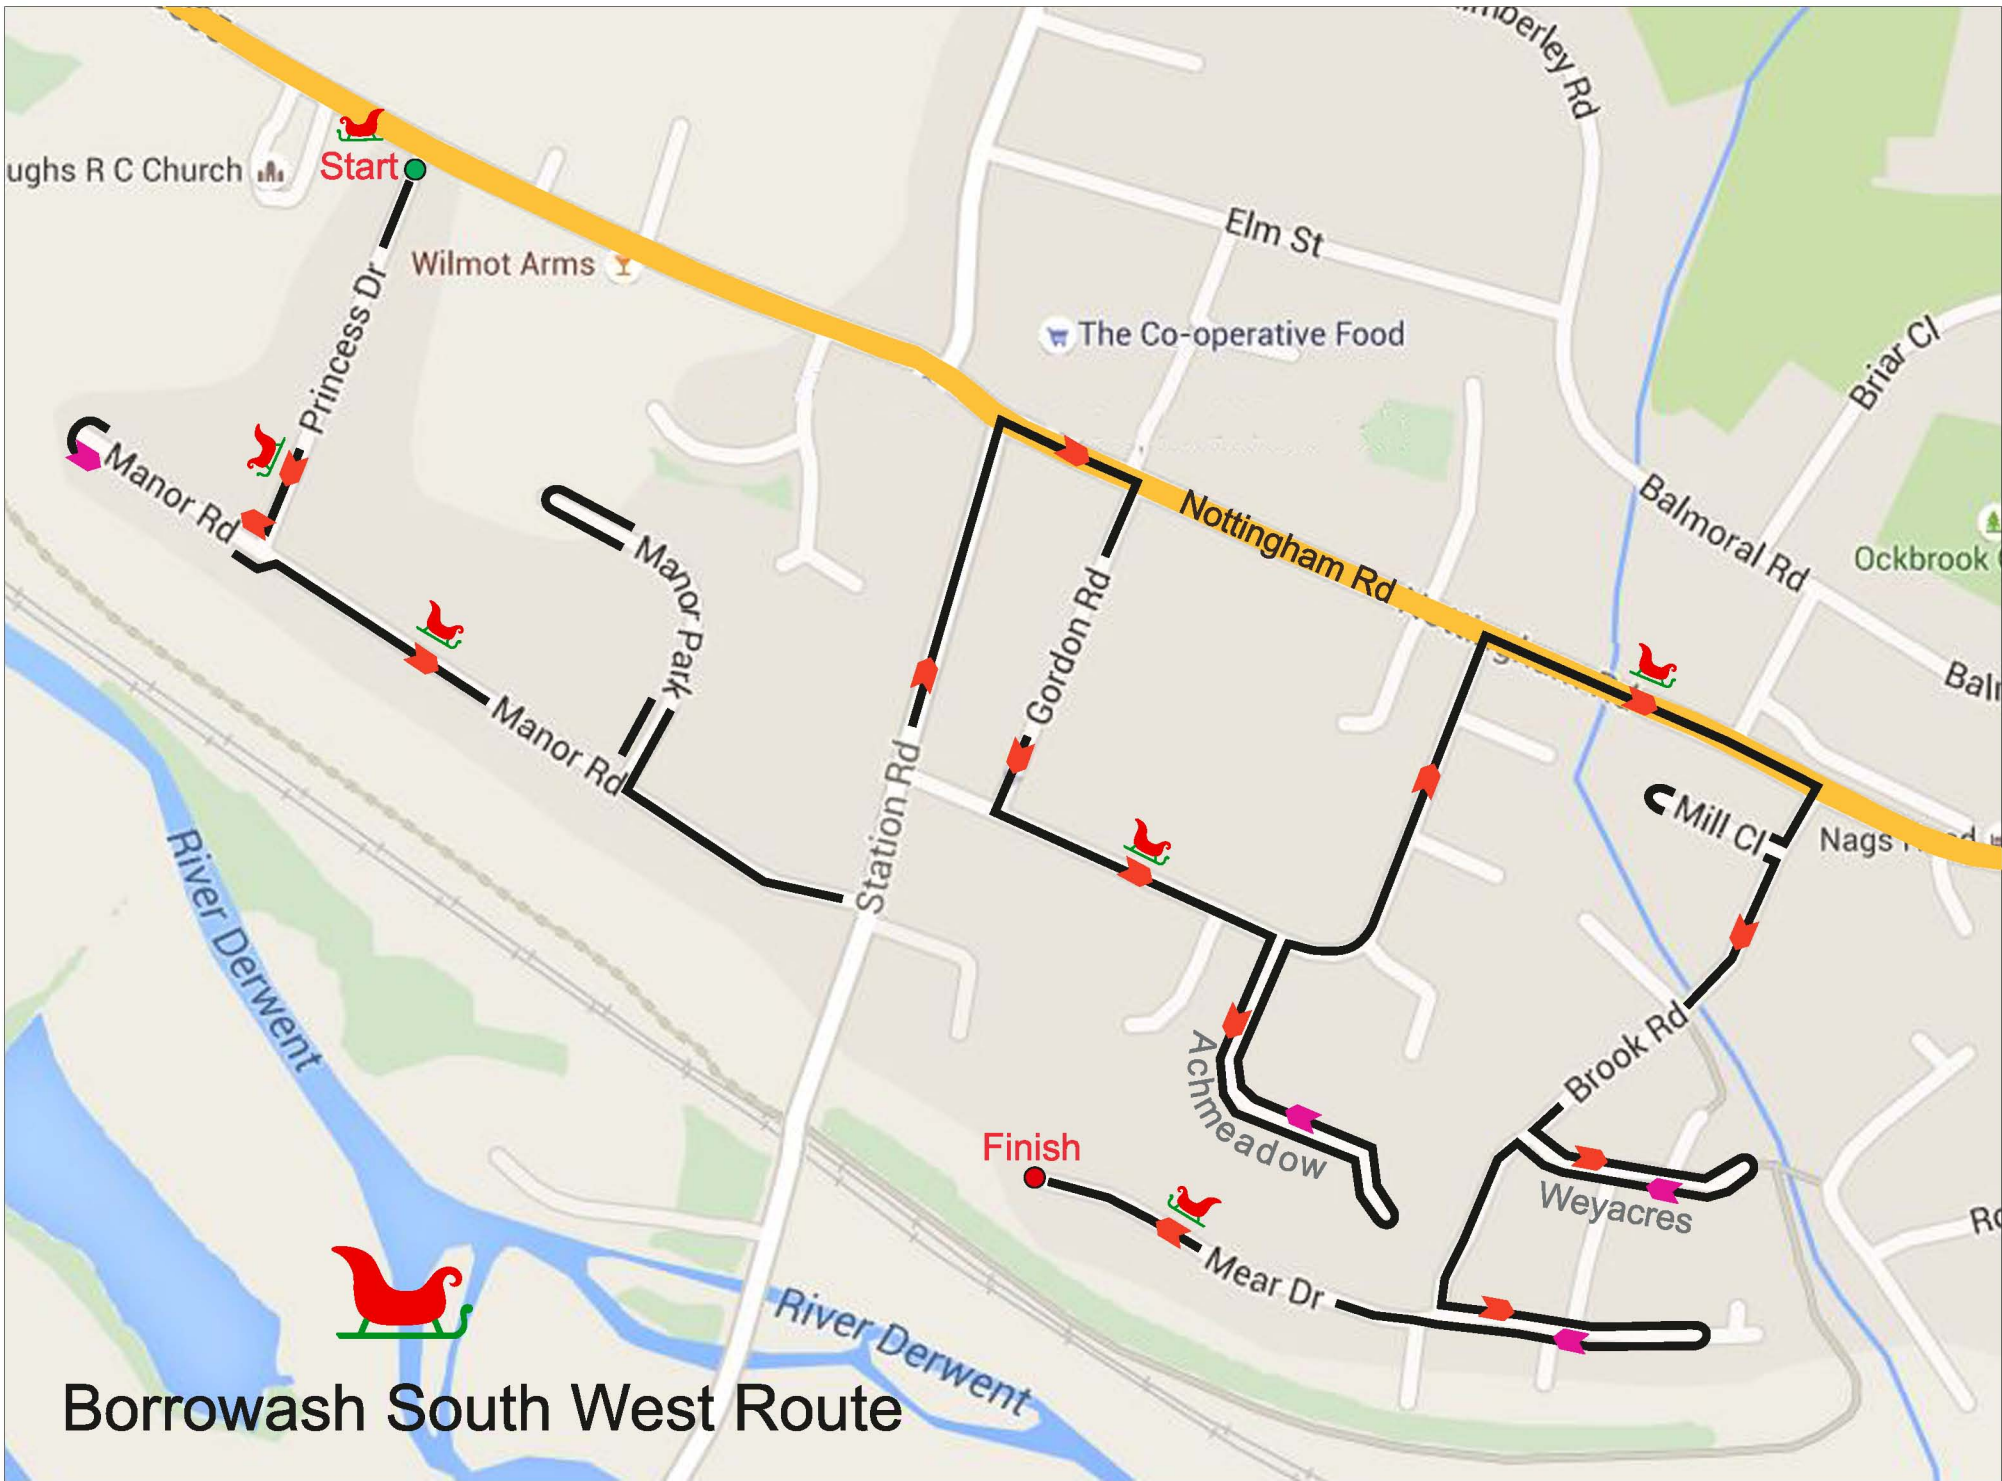 mberley Rd
ughs R C Church
Start
Elm St
Wilmot Arms
Princess Dr
The Co-operative Food
Briar Cl
Manor Rd
Nottingham Rd
Balmoral Rd
Manor Park
Ockbrook
Gordon Rd
Manor Rd
Station Rd
Mill Cl
Nags
River Derwent
Brook Rd
Achmeadow
Finish
Weyacres
Mear Dr
River Derwent
Borrowash South West Route